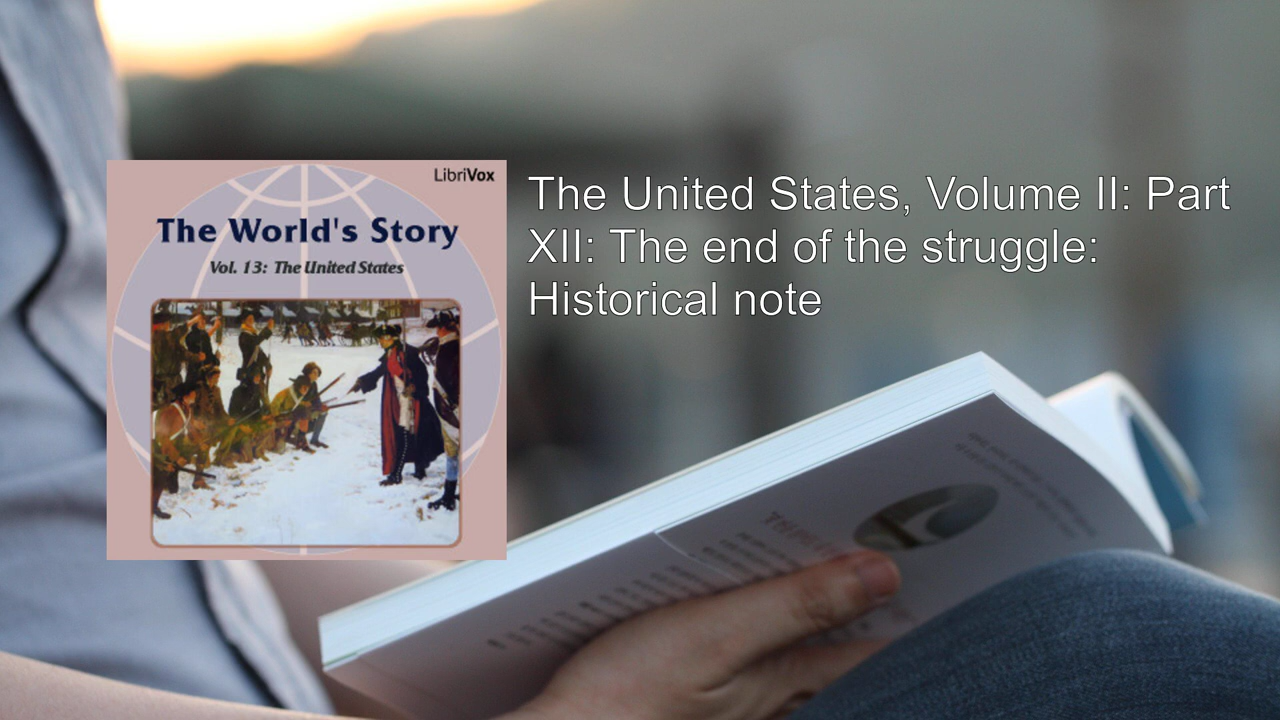 LibriVox
The World's Story
Vol. 13: The United States
The United States, Volume II: Part
XII: The end of the struggle:
Historical note